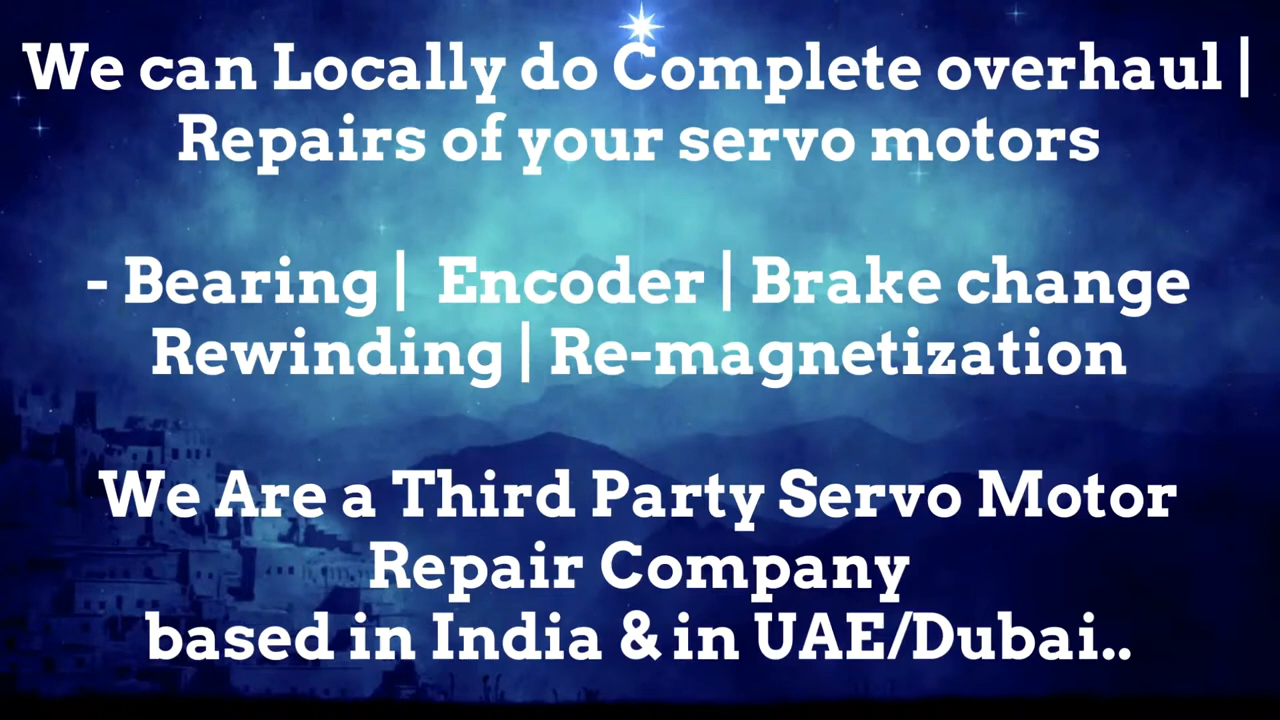 We can Locally do Complete overhaul |
Repairs of your servo motors
- Bearing | Encoder | Brake change
Rewinding | Re-magnetization
We Are a Third Party Servo Motor
Repair Company
based in India & in UAE/Dubai..